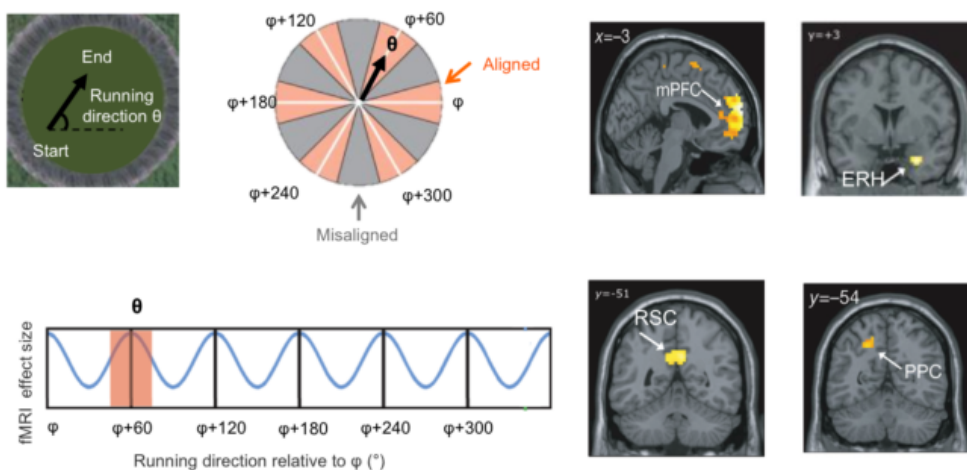 End
Running
direction θ
Start
φ+120
φ+60
θ
Aligned
φ+180
φ
φ+240
φ+300
Misaligned
x=–3
mPFC
y=+3
ERH
θ
fMRI effect size
φ
φ+60
φ+120
φ+180
φ+240
φ+300
Running direction relative to φ (°)
y=-51
RSC
y=–54
PPC